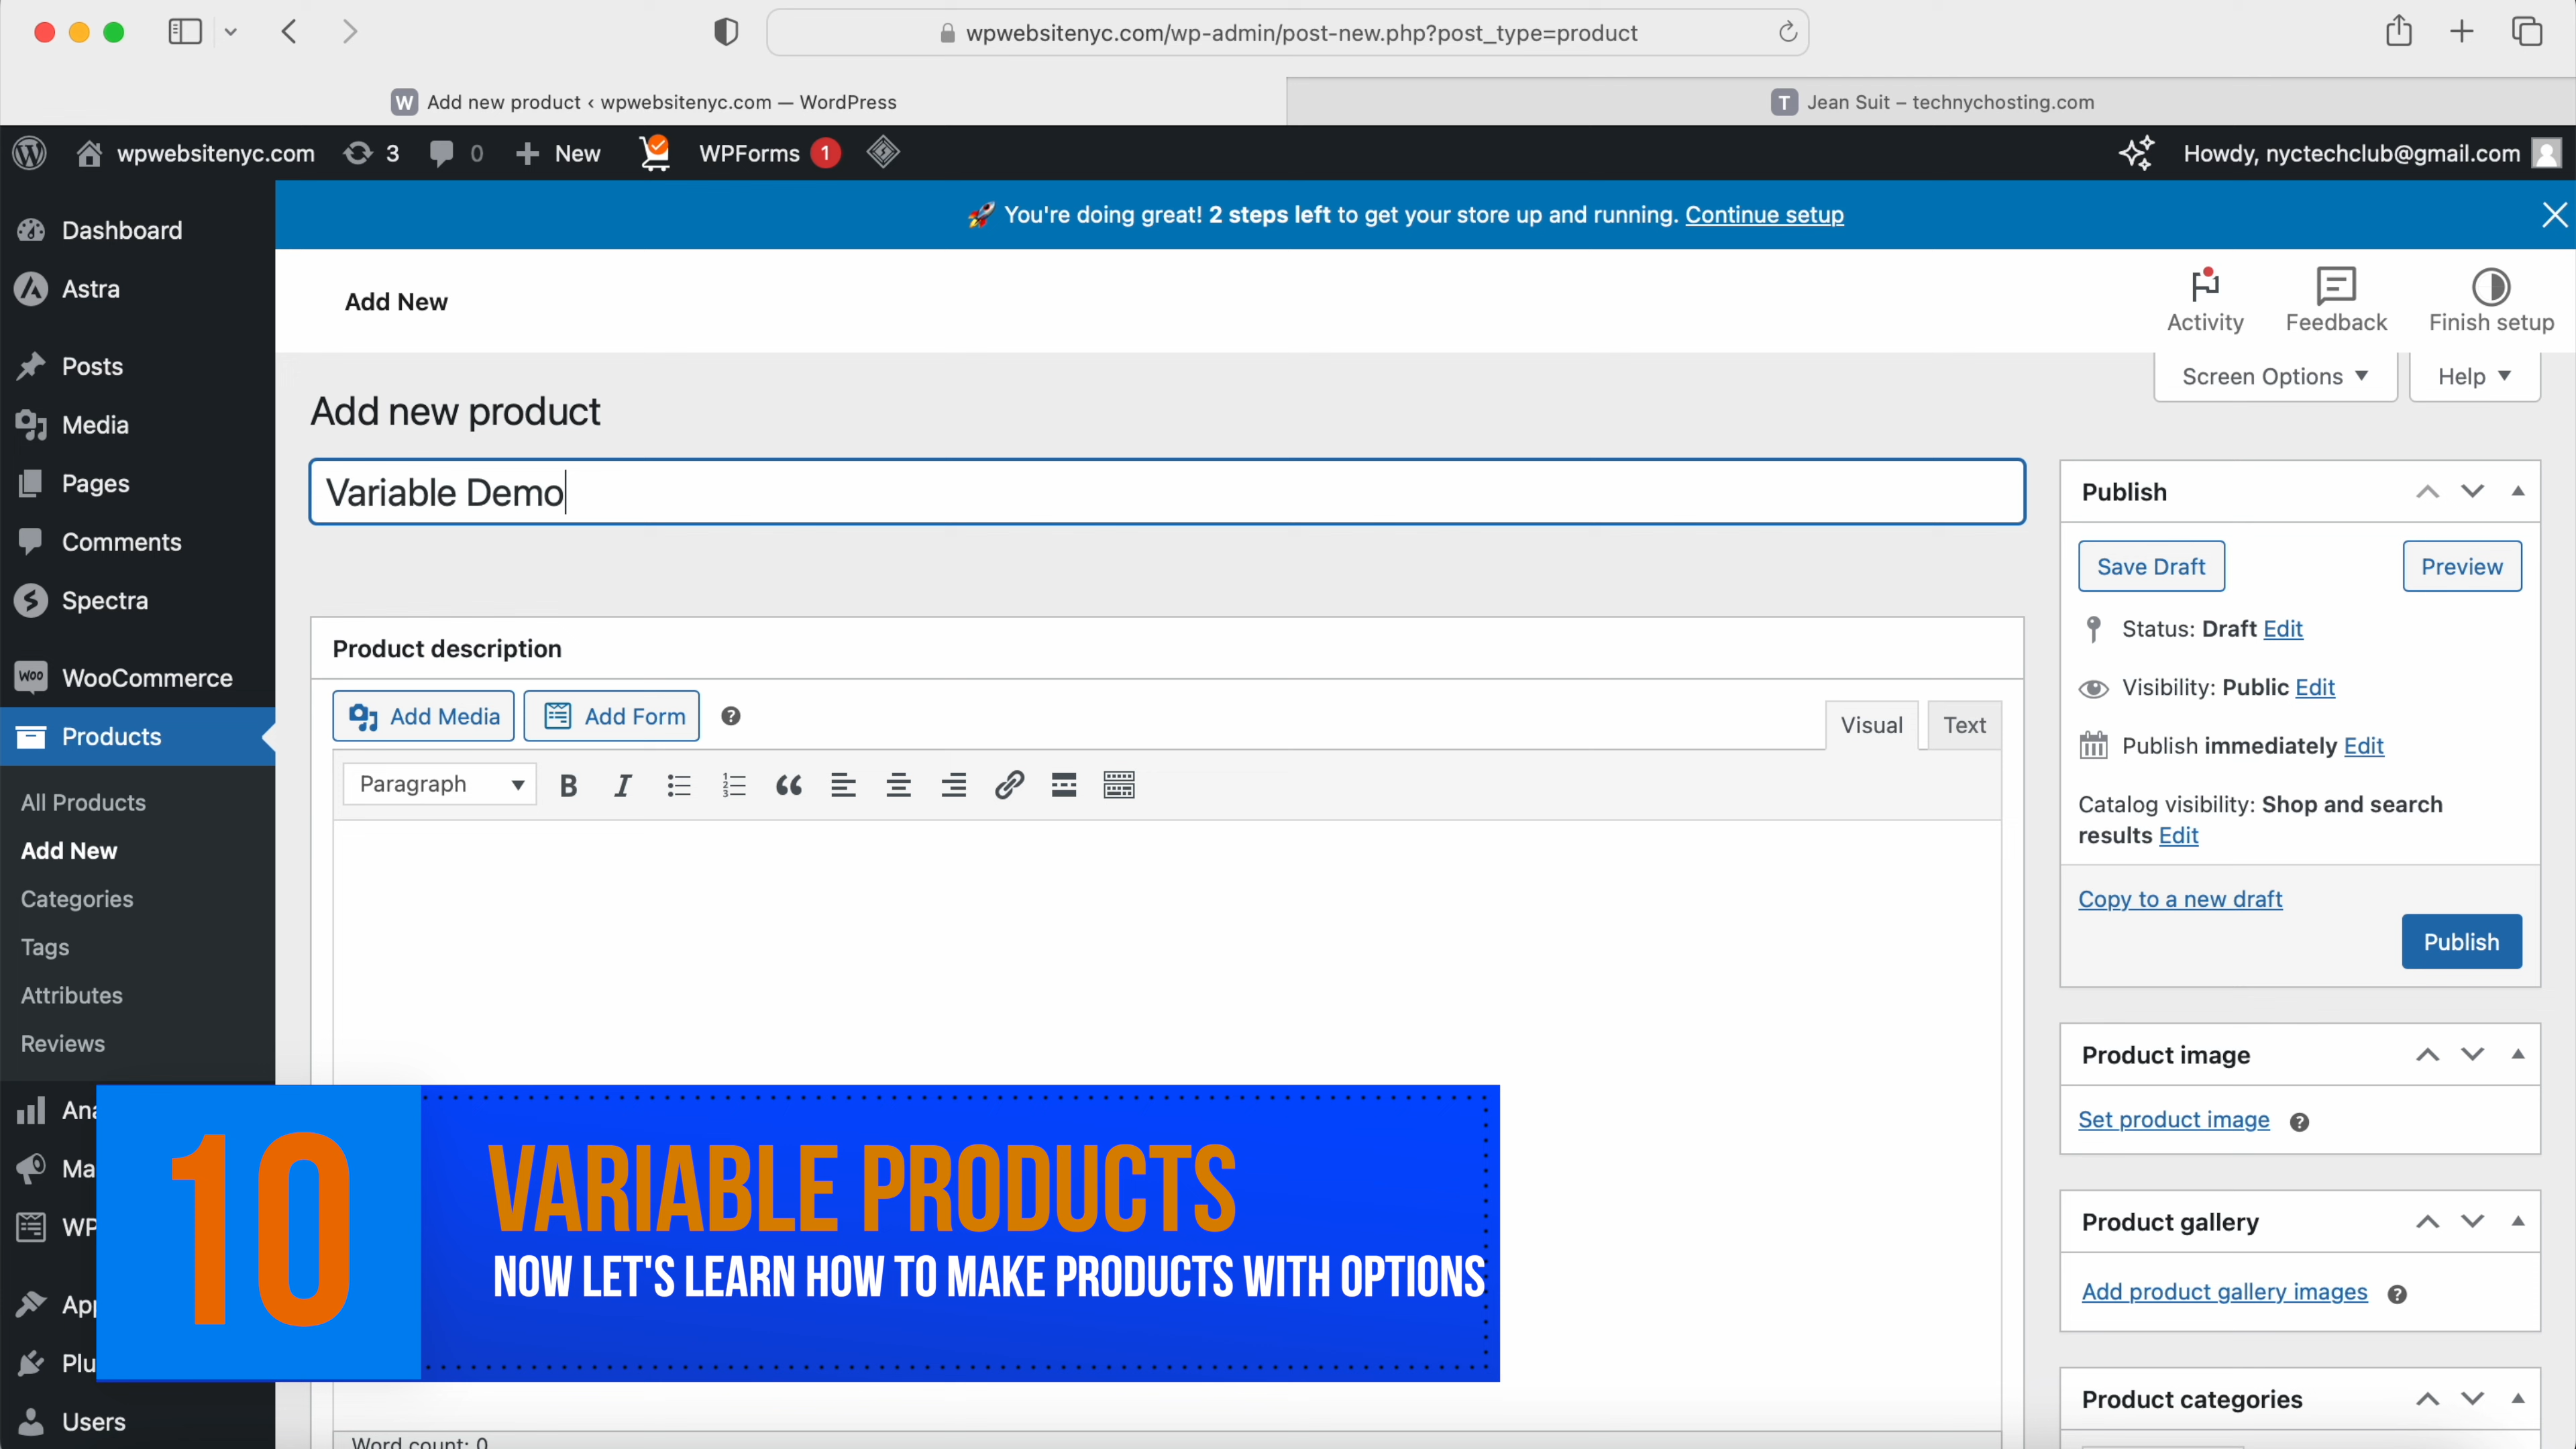 wpwebsitenyc.com/wp-admin/post-new.php?post_type=product
W Add new product ‹ wpwebsitenyc.com — WordPress
T Jean Suit – technychosting.com
wpwebsitenyc.com 3 0 New WPForms 1
Howdy, nyctechclub@gmail.com
🚀 You're doing great! 2 steps left to get your store up and running. Continue setup
Dashboard
Astra
Posts
Media
Pages
Comments
Spectra
woo WooCommerce
Products
All Products
Add New
Categories
Tags
Attributes
Reviews
Ana
Ma
WP
App
Plu
Users
Add New
Activity
Feedback
Finish setup
Screen Options
Help
Add new product
Variable Demo
Product description
Add Media
Add Form
Visual
Text
Paragraph
B I
Word count: 0
Publish
Save Draft
Preview
Status: Draft Edit
Visibility: Public Edit
Publish immediately Edit
Catalog visibility: Shop and search
results Edit
Copy to a new draft
Publish
Product image
Set product image
Product gallery
Add product gallery images
Product categories
10
VARIABLE PRODUCTS
NOW LET'S LEARN HOW TO MAKE PRODUCTS WITH OPTIONS